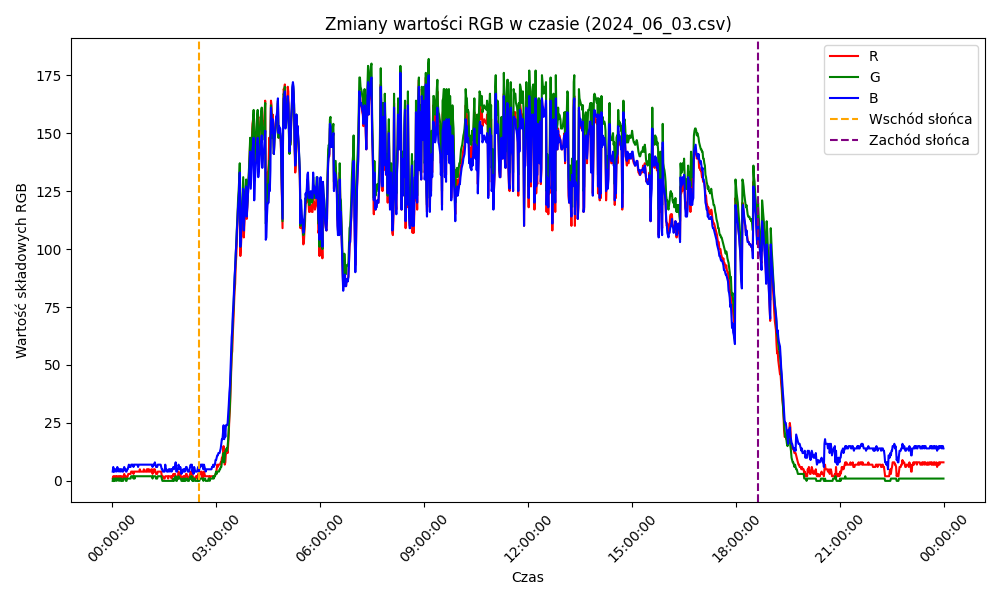 Zmiany wartości RGB w czasie (2024_06_03.csv)
R
G
B
Wschód słońca
Zachód słońca
Wartość składowych RGB
175
150
125
100
75
50
25
0
00:00:00
03:00:00
06:00:00
09:00:00
12:00:00
15:00:00
18:00:00
21:00:00
00:00:00
Czas